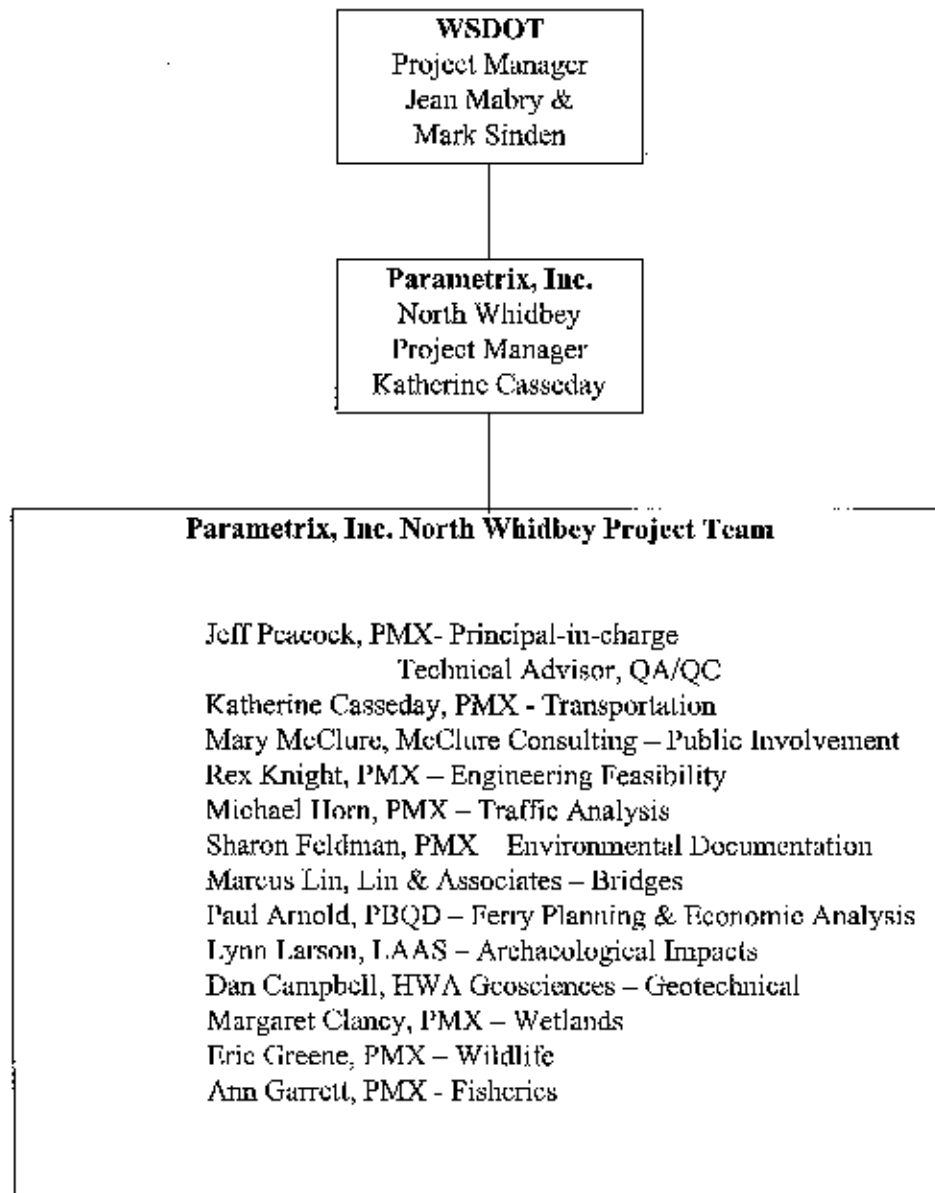 WSDOT
Project Manager
Jean Mabry &
Mark Sinden
Parametrix, Inc.
North Whidbey
Project Manager
Katherine Casseday
Parametrix, Inc. North Whidbey Project Team
Jeff Peacock, PMX- Principal-in-charge
Technical Advisor, QA/QC
Katherine Casseday, PMX - Transportation
Mary McClure, McClure Consulting – Public Involvement
Rex Knight, PMX – Engineering Feasibility
Michael Horn, PMX – Traffic Analysis
Sharon Feldman, PMX Environmental Documentation
Marcus Lin, Lin & Associates – Bridges
Paul Arnold, PBQD – Ferry Planning & Economic Analysis
Lynn Larson, LAAS – Archaeological Impacts
Dan Campbell, HWA Geosciences – Geotechnical
Margaret Clancy, PMX – Wetlands
Eric Greene, PMX – Wildlife
Ann Garrett, PMX - Fisheries